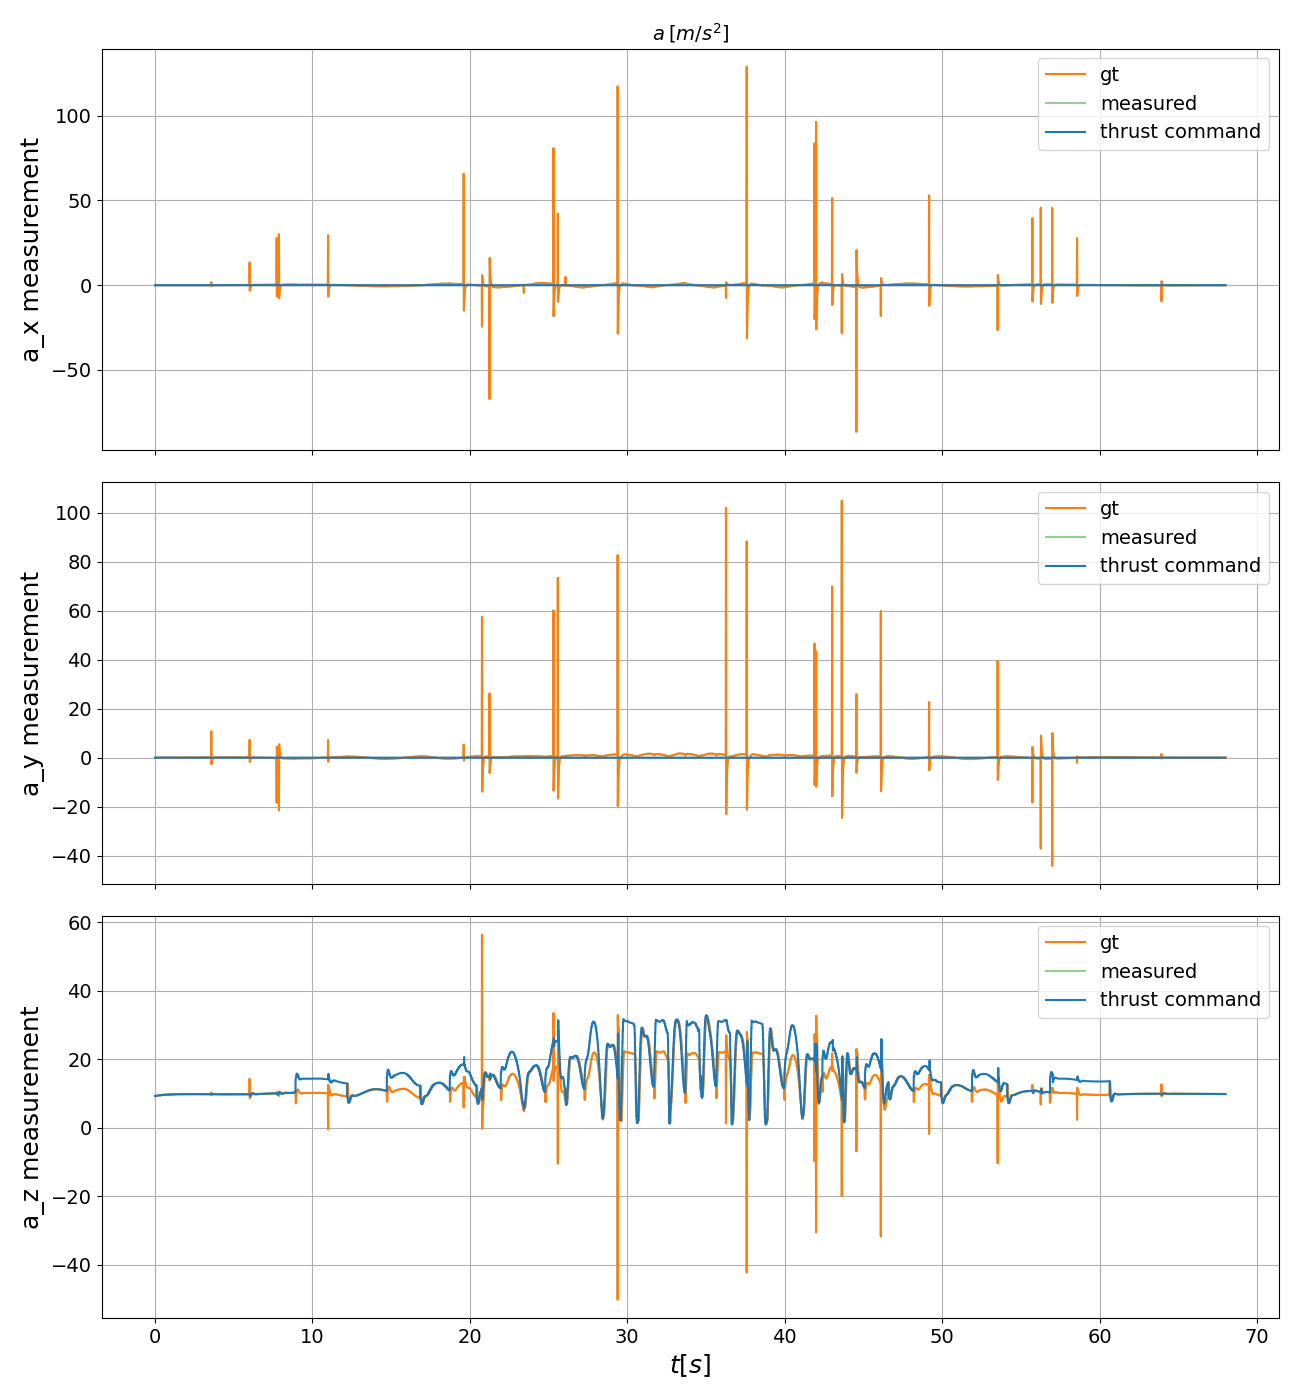 a [m/s²]
a_x measurement
100
50
0
−50
gt
measured
thrust command
a_y measurement
100
80
60
40
20
0
−20
−40
gt
measured
thrust command
a_z measurement
60
40
20
0
−20
−40
gt
measured
thrust command
0 10 20 30 40 50 60 70
t[s]